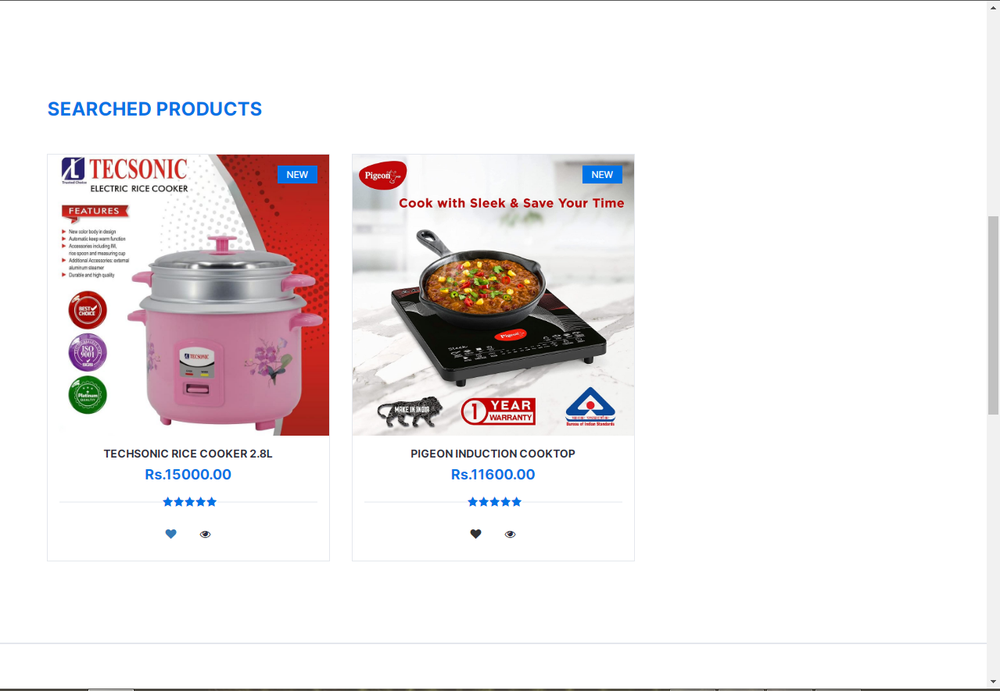 SEARCHED PRODUCTS
TECSONIC
Trusted Choice
ELECTRIC RICE COOKER
NEW
FEATURES
New color body in design
Automatic keep warm function
Accessories including IM,
rice spoon and measuring cup
Additional Accessories: external
aluminum steamer
Durable and high quality
BEST
CHOICE
ISO
9001
Platinum
QUALITY
TECSONIC
TECHSONIC RICE COOKER 2.8L
Rs.15000.00
Pigeon
NEW
Cook with Sleek & Save Your Time
Pigeon
Sleek
MAKE IN INDIA
1 YEAR
WARRANTY
Bureau of Indian Standards
PIGEON INDUCTION COOKTOP
Rs.11600.00